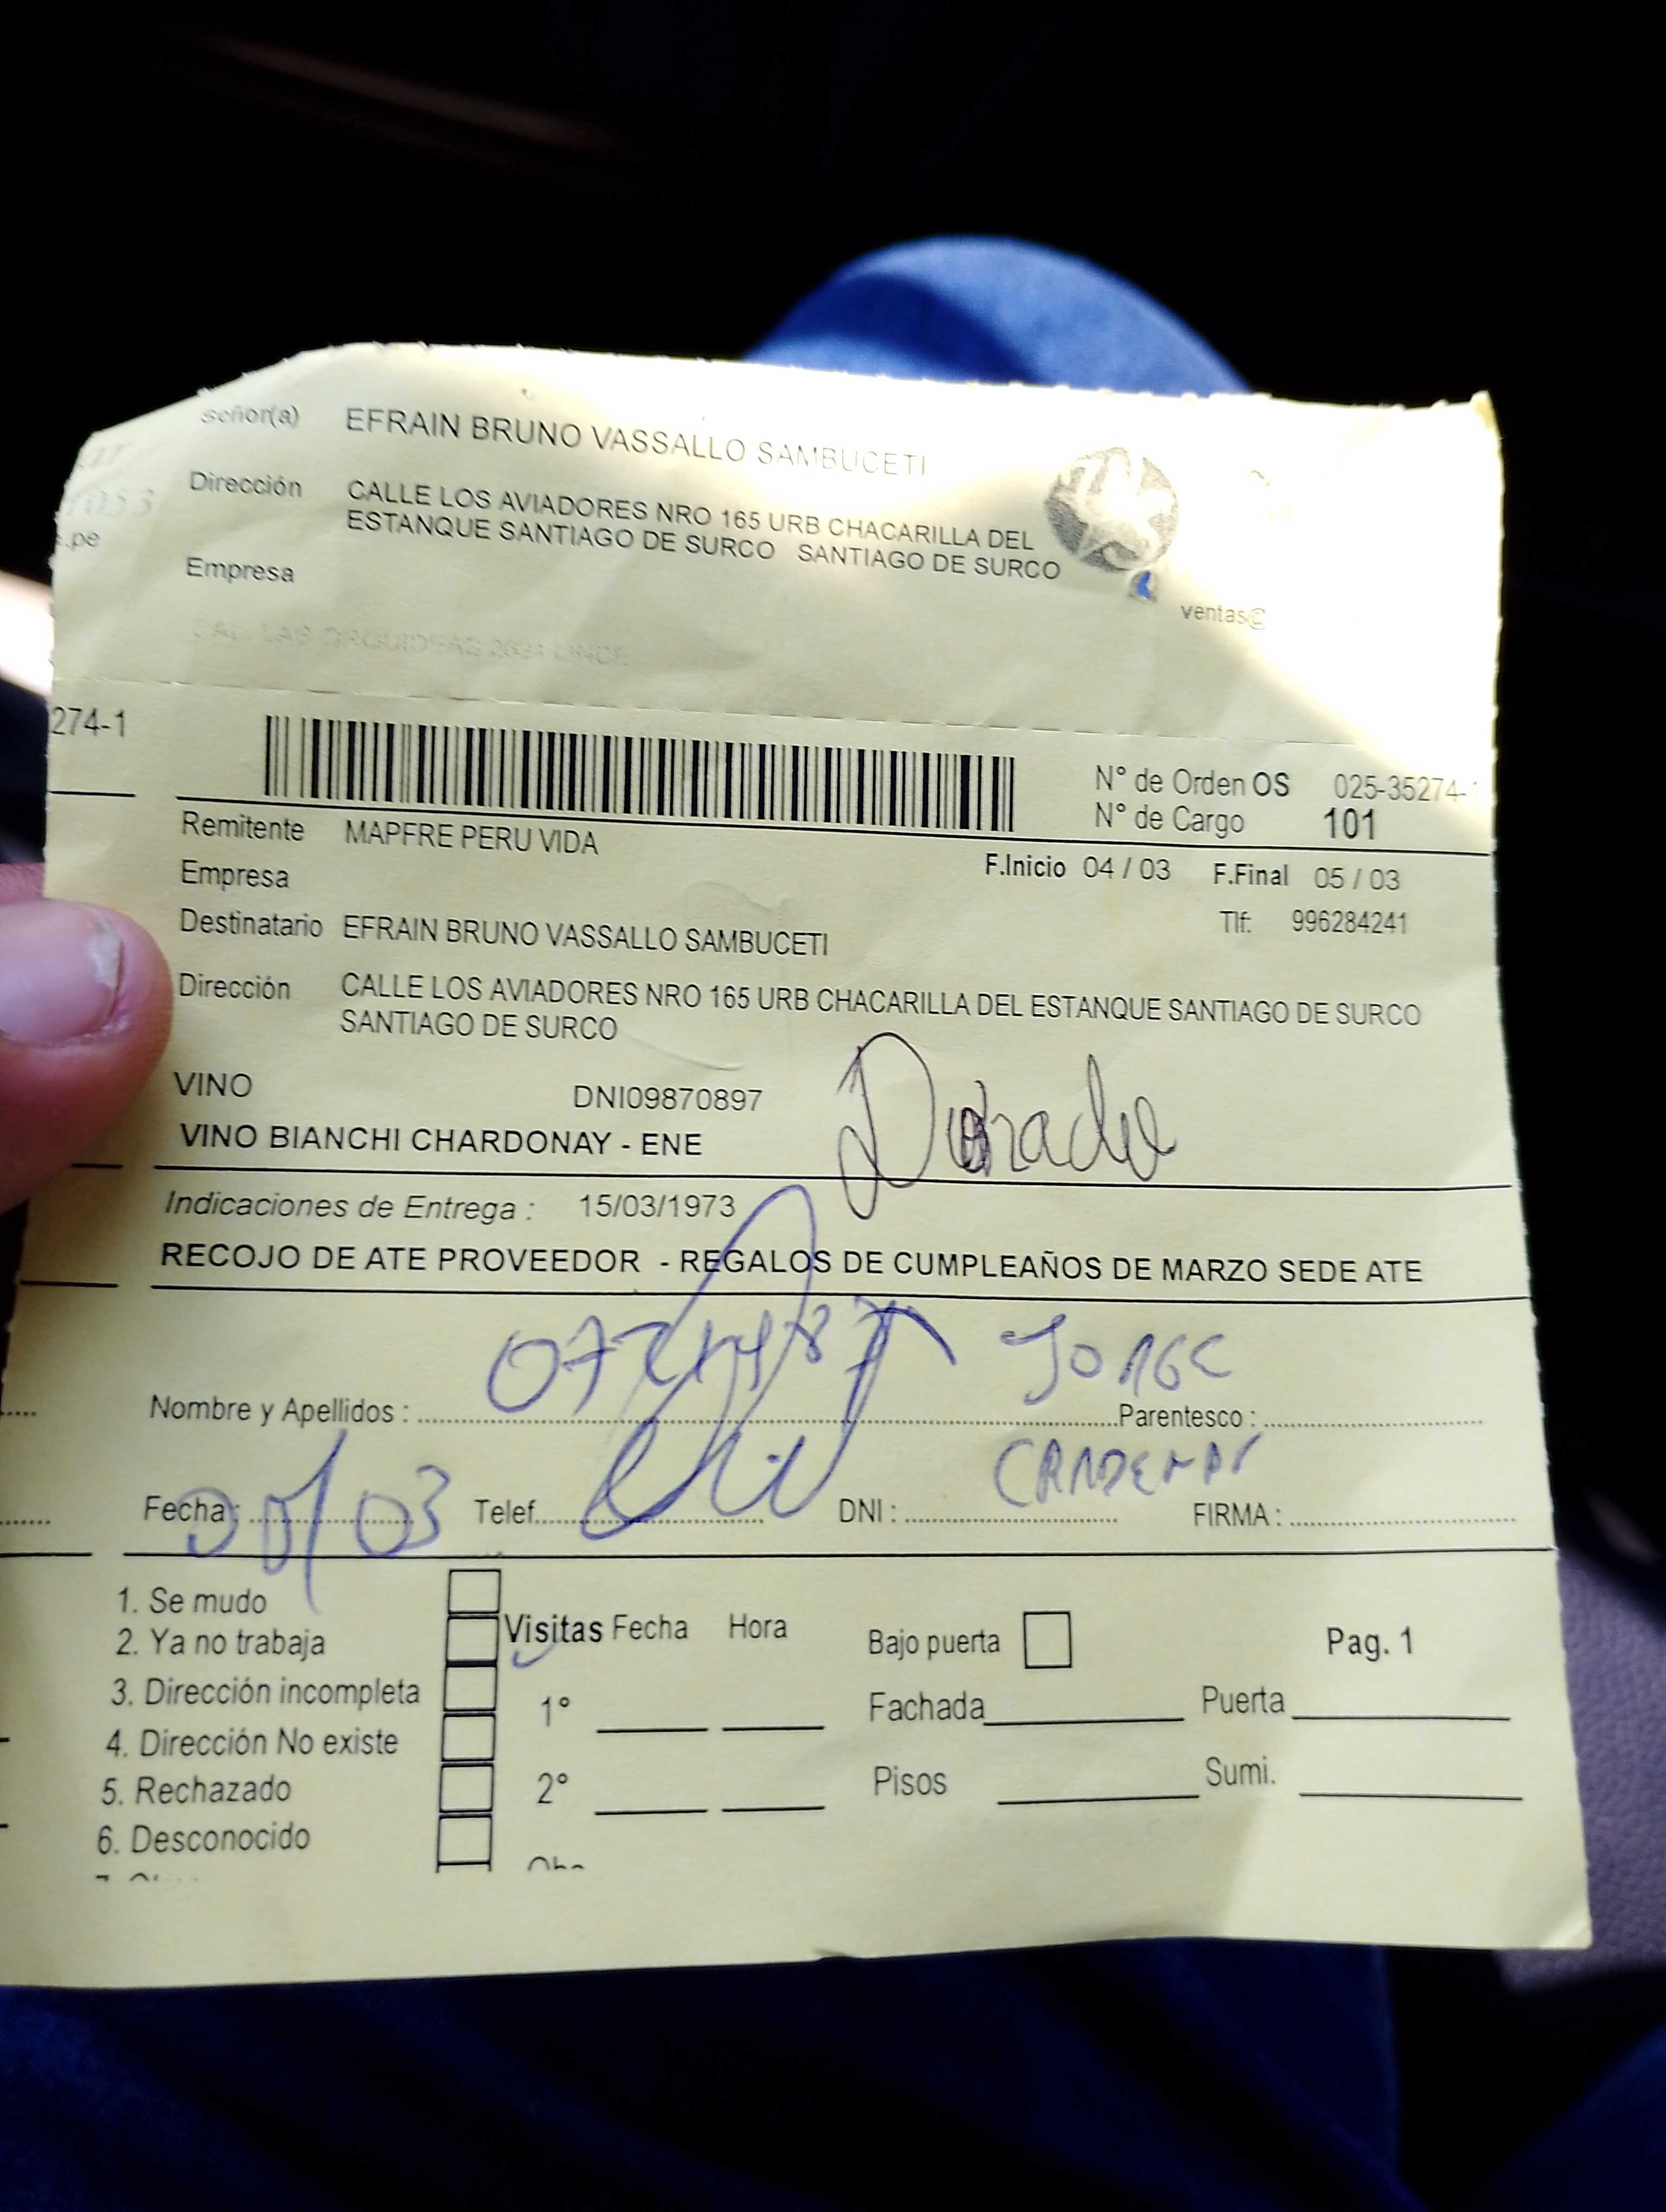 Señor(a) EFRAIN BRUNO VASSALLO SAMBUCETI
Dirección CALLE LOS AVIADORES NRO 165 URB CHACARILLA DEL
ESTANQUE SANTIAGO DE SURCO SANTIAGO DE SURCO
.pe
Empresa
ventas@
274-1
N° de Orden OS 025-35274-1
N° de Cargo 101
Remitente MAPFRE PERU VIDA
F.Inicio 04 / 03 F.Final 05 / 03
Empresa
Tlf: 996284241
Destinatario EFRAIN BRUNO VASSALLO SAMBUCETI
Dirección CALLE LOS AVIADORES NRO 165 URB CHACARILLA DEL ESTANQUE SANTIAGO DE SURCO
SANTIAGO DE SURCO
VINO DNI09870897
VINO BIANCHI CHARDONAY - ENE
Indicaciones de Entrega : 15/03/1973
RECOJO DE ATE PROVEEDOR - REGALOS DE CUMPLEAÑOS DE MARZO SEDE ATE
JORGE
Nombre y Apellidos : Parentesco :
Fecha: Telef. DNI : FIRMA :
1. Se mudo
2. Ya no trabaja
3. Dirección incompleta
4. Dirección No existe
5. Rechazado
6. Desconocido
Visitas Fecha Hora
1°
2°
Bajo puerta Pag. 1
Fachada Puerta
Pisos Sumi.